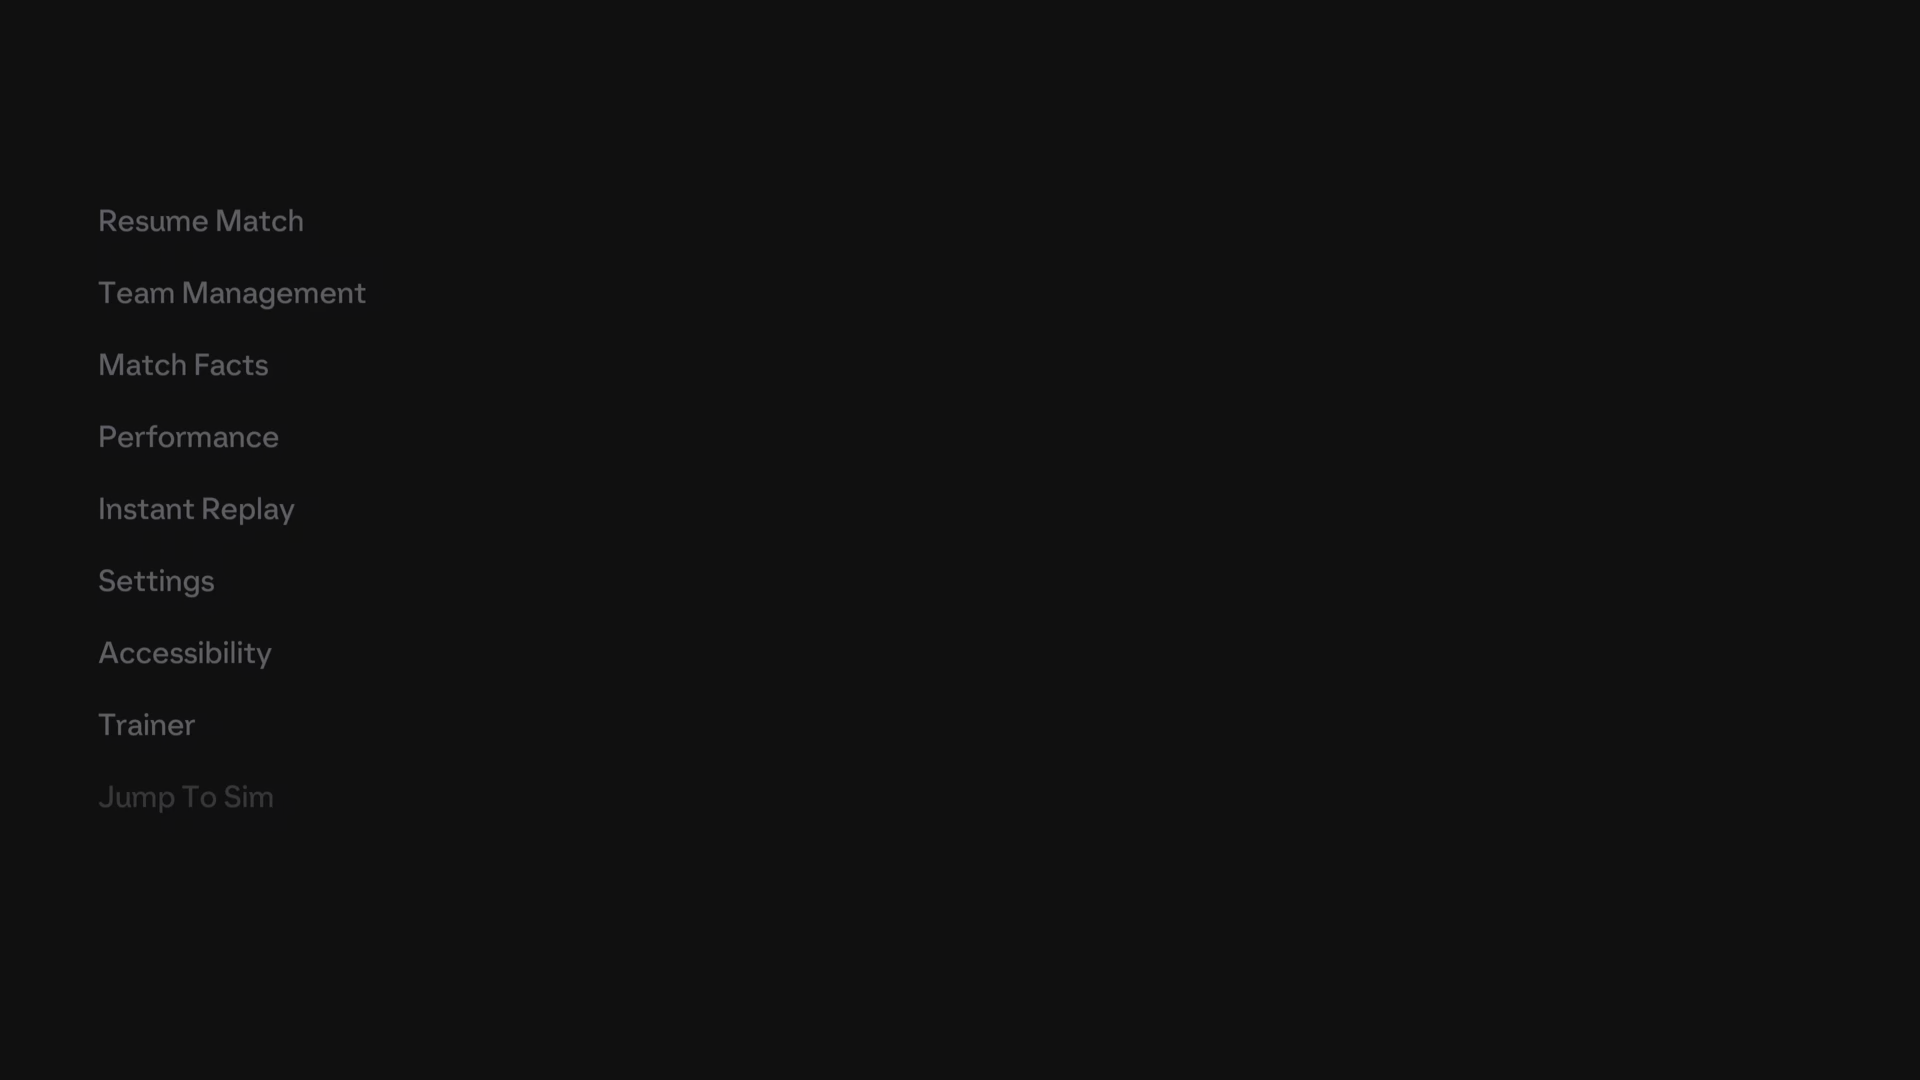 Resume Match
Team Management
Match Facts
Performance
Instant Replay
Settings
Accessibility
Trainer
Jump To Sim